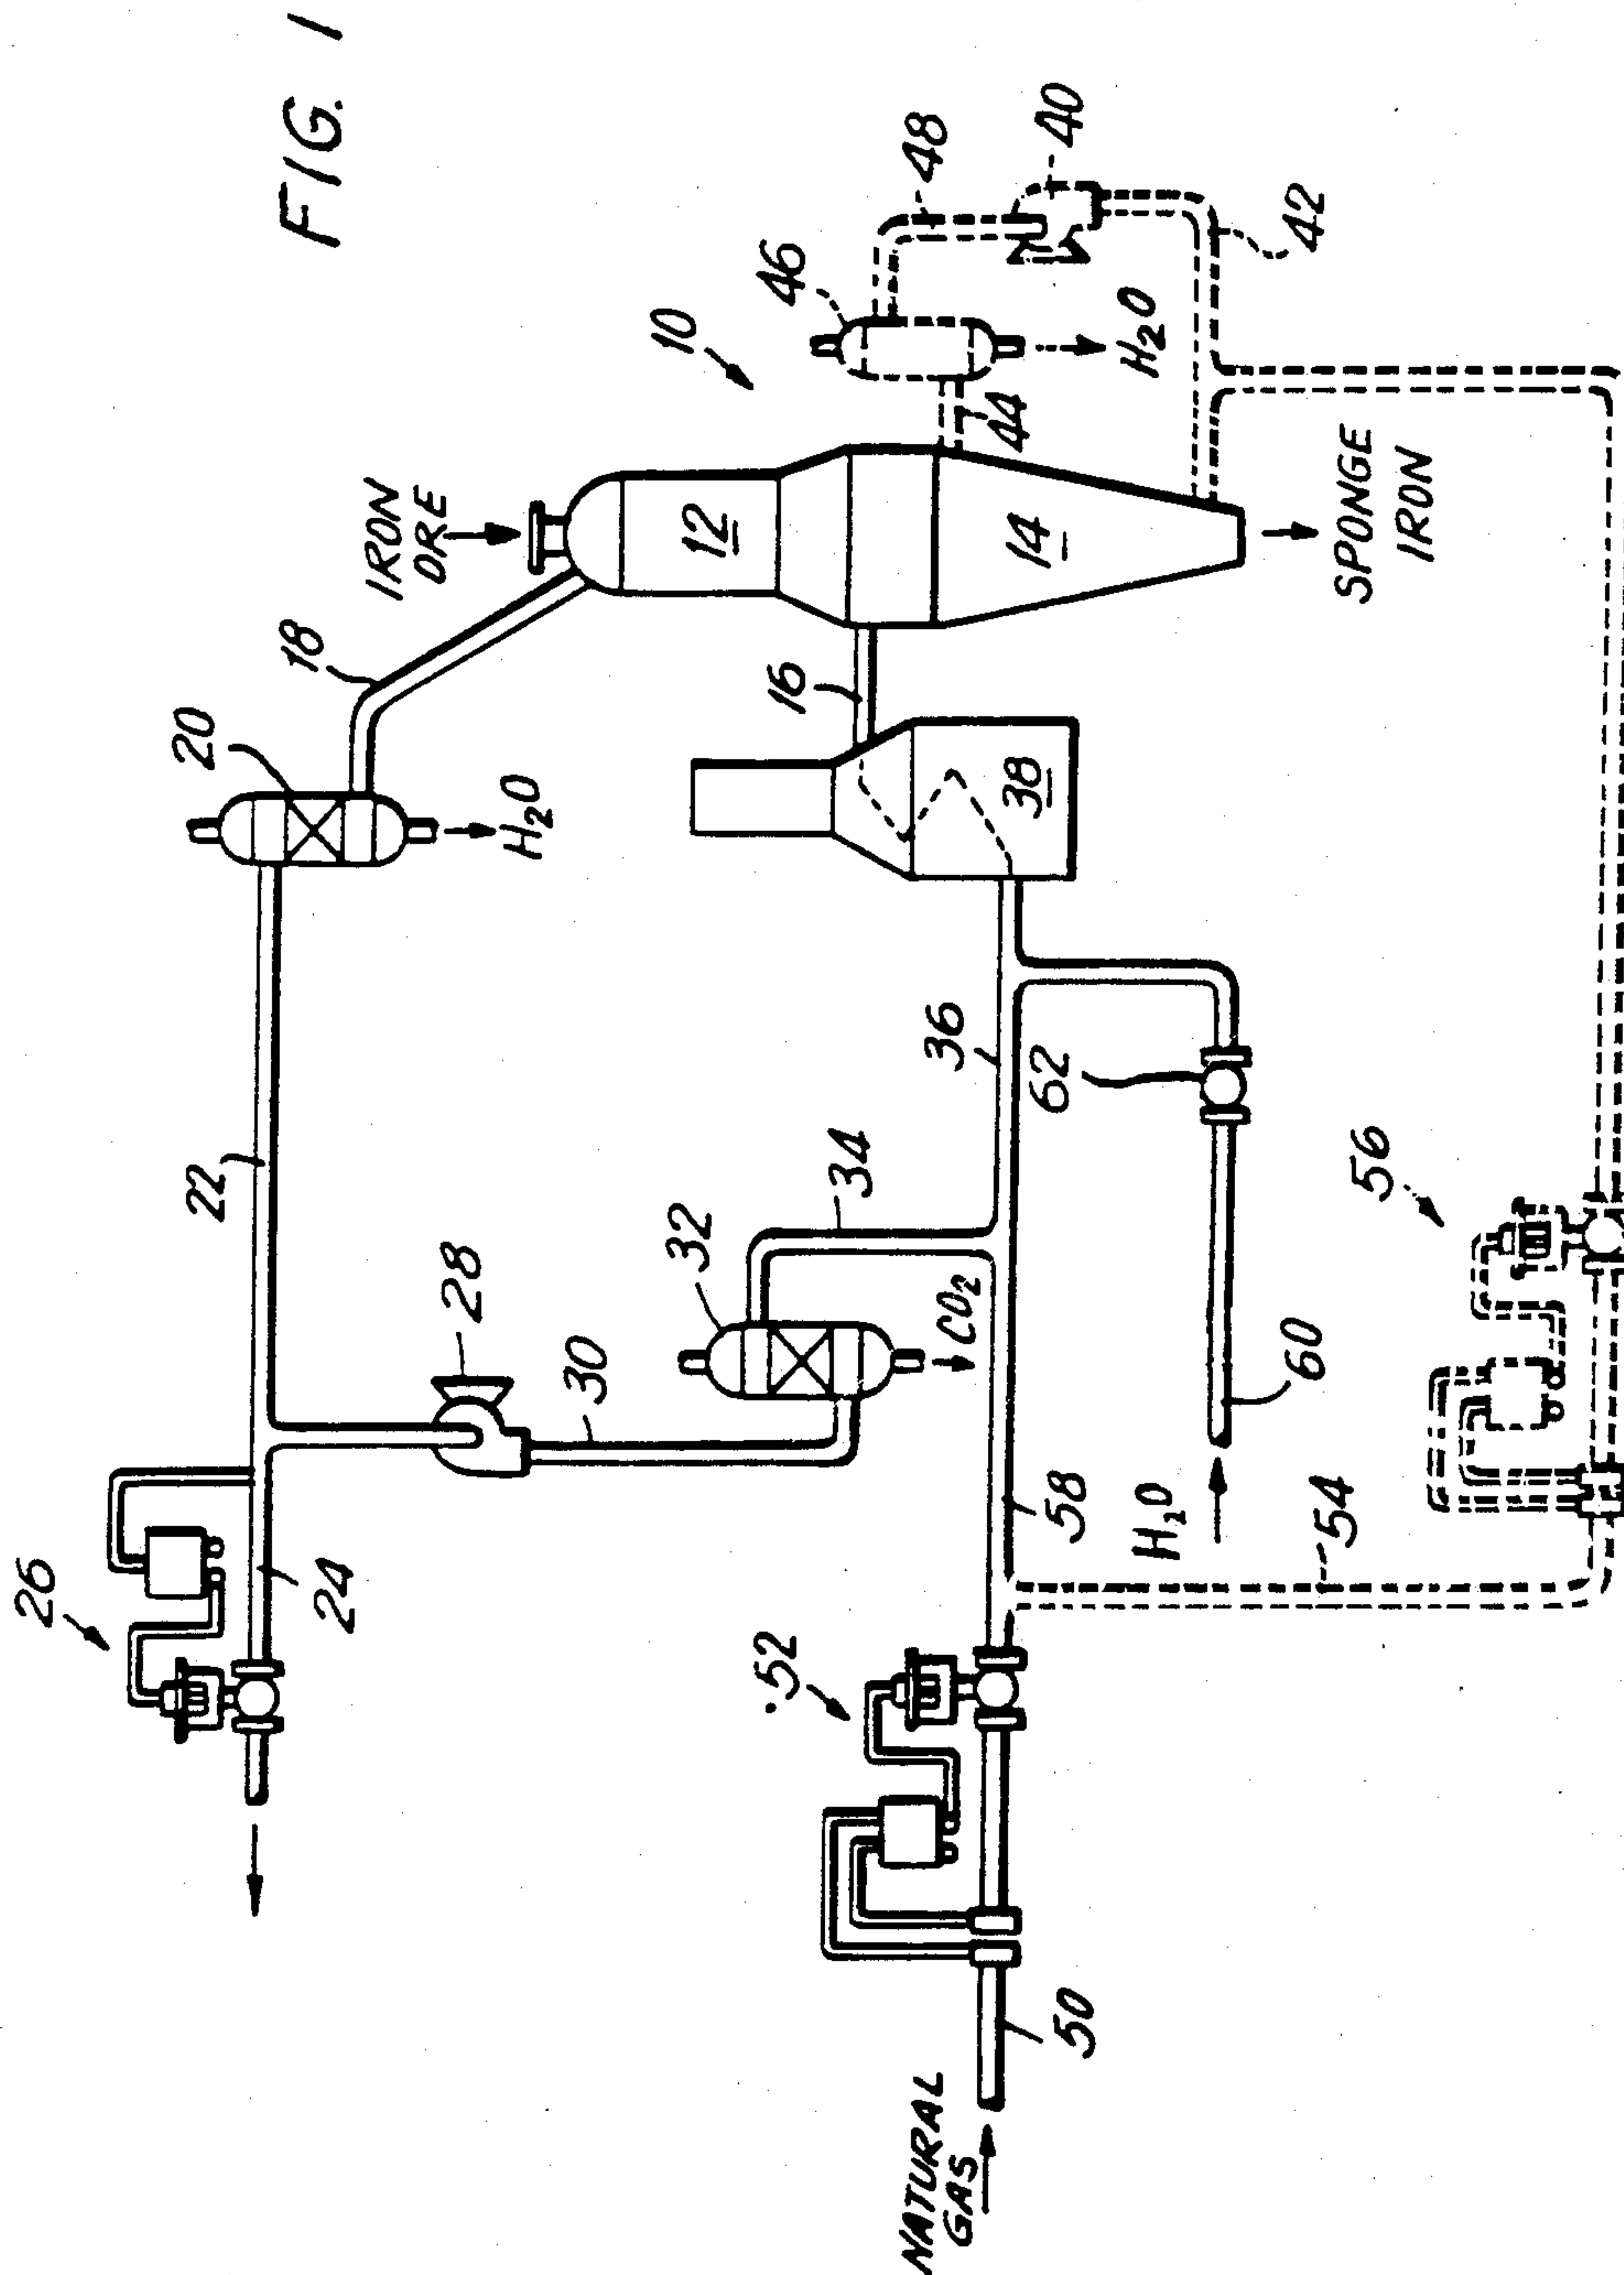 FIG. 1
IRON
ORE
18
20
H₂O
22
26
24
28
30
32
CO₂
34
36
16
38
12
14
10
46
48
40
44
42
H₂O
SPONGE
IRON
62
60
H₂O
58
54
56
52
50
NATURAL
GAS